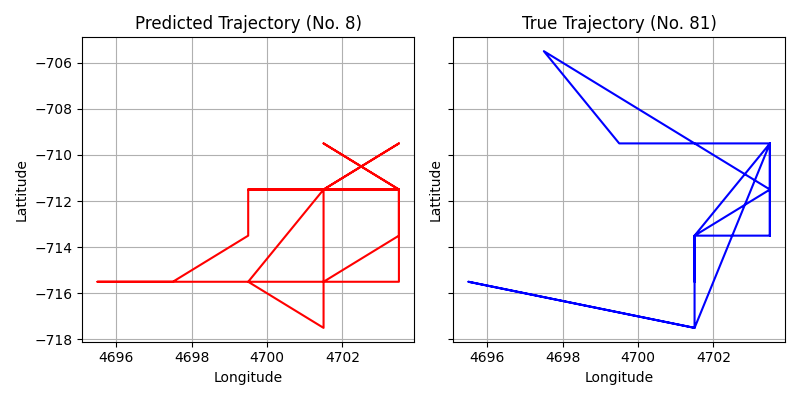 Predicted Trajectory (No. 8)
True Trajectory (No. 81)
Lattitude
−706
−708
−710
−712
−714
−716
−718
4696 4698 4700 4702
Longitude
Lattitude
4696 4698 4700 4702
Longitude